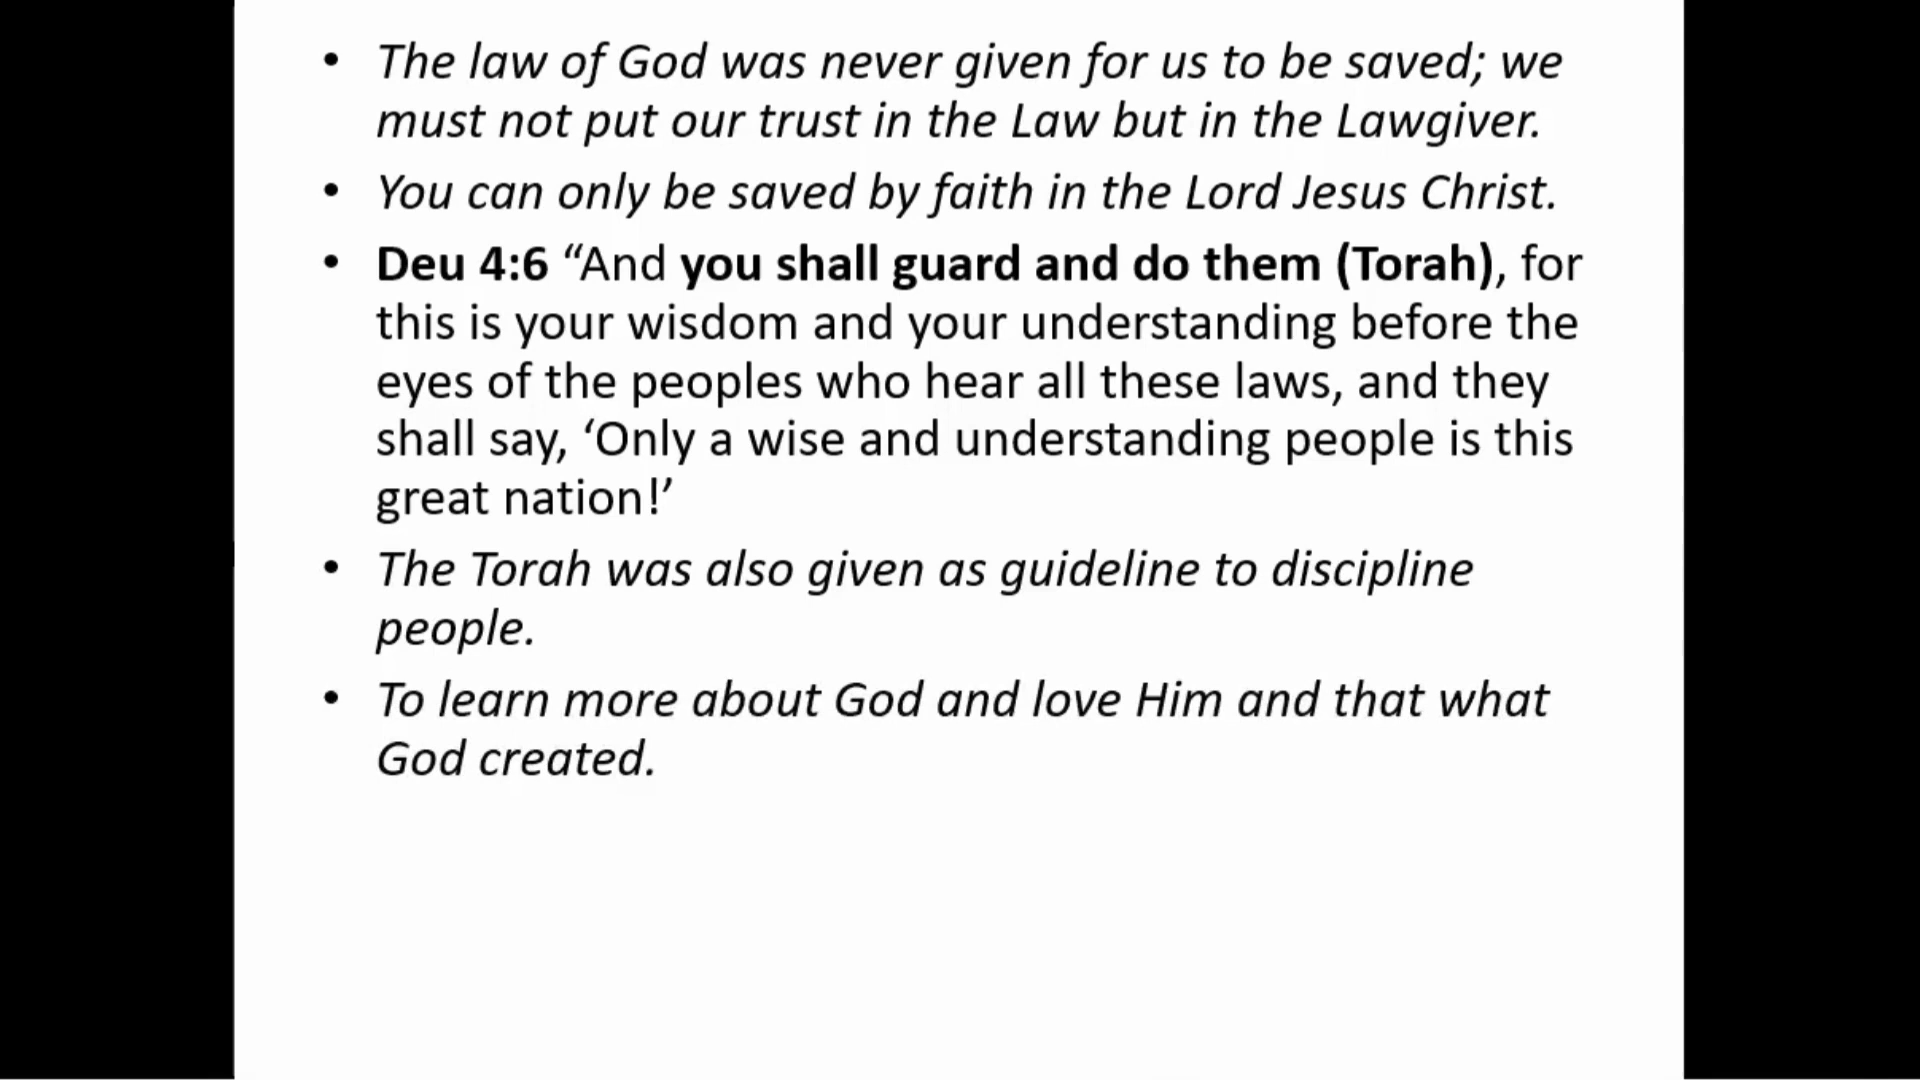 • The law of God was never given for us to be saved; we
must not put our trust in the Law but in the Lawgiver.
• You can only be saved by faith in the Lord Jesus Christ.
• Deu 4:6 “And you shall guard and do them (Torah), for
this is your wisdom and your understanding before the
eyes of the peoples who hear all these laws, and they
shall say, ‘Only a wise and understanding people is this
great nation!’
• The Torah was also given as guideline to discipline
people.
• To learn more about God and love Him and that what
God created.